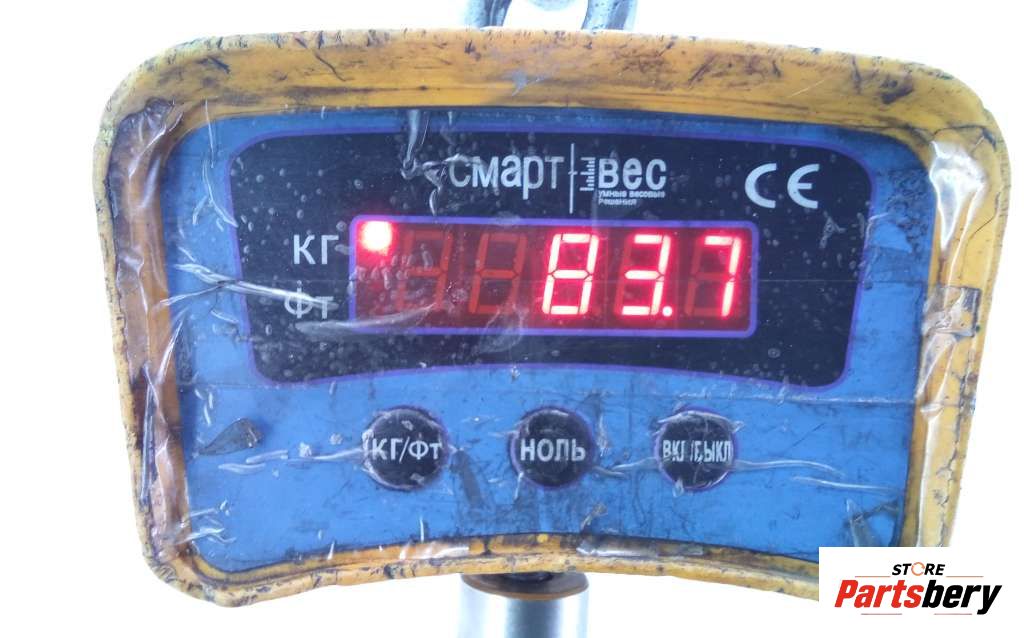 смарт вес
умные весовые
решения
CE
КГ
83.7
ФТ
КГ/ФТ НОЛЬ ВКЛ/ВЫКЛ
STORE
Partsbery